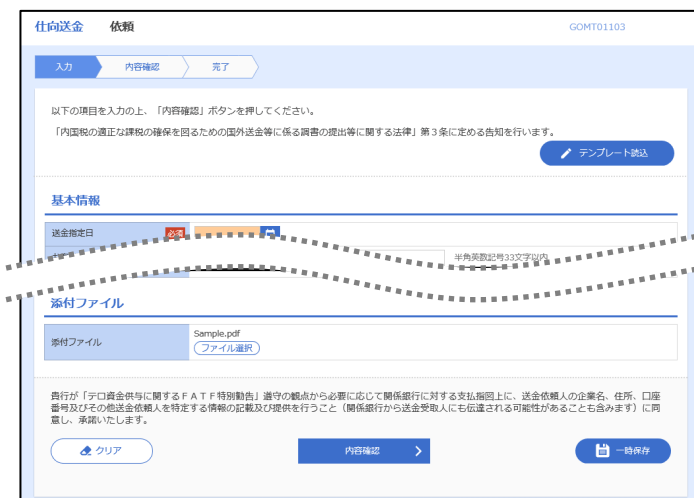 仕向送金 依頼 GOMT01103
入力 内容確認 完了
以下の項目を入力の上、「内容確認」ボタンを押してください。
「内国税の適正な課税の確保を図るための国外送金等に係る調書の提出等に関する法律」第3条に定める告知を行います。
テンプレート読込
基本情報
送金指定日 必須
半角英数記号33文字以内
添付ファイル
Sample.pdf
添付ファイル
ファイル選択
貴行が「テロ資金供与に関するFATF特別勧告」遵守の観点から必要に応じて関係銀行に対する支払指図上に、送金依頼人の企業名、住所、口座
番号及びその他送金依頼人を特定する情報の記載及び提供を行うこと(関係銀行から送金受取人にも伝達される可能性があることも含みます)に同
意し、承諾いたします。
クリア 内容確認 一時保存